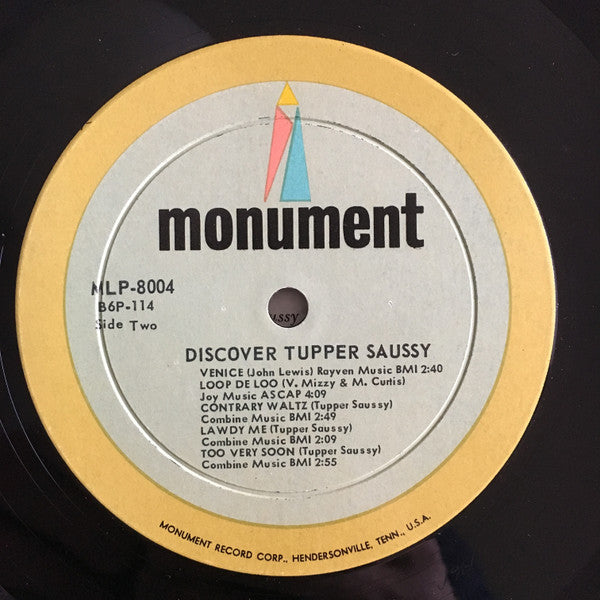 monument
MLP-8004
B6P-114
Side Two
ussy
DISCOVER TUPPER SAUSSY
VENICE (John Lewis) Rayven Music BMI 2:40
LOOP DE LOO (V. Mizzy & M. Curtis)
Joy Music ASCAP 4:09
CONTRARY WALTZ (Tupper Saussy)
Combine Music BMI 2:49
LAWDY ME (Tupper Saussy)
Combine Music BMI 2:09
TOO VERY SOON (Tupper Saussy)
Combine Music BMI 2:55
MONUMENT RECORD CORP., HENDERSONVILLE, TENN., U.S.A.